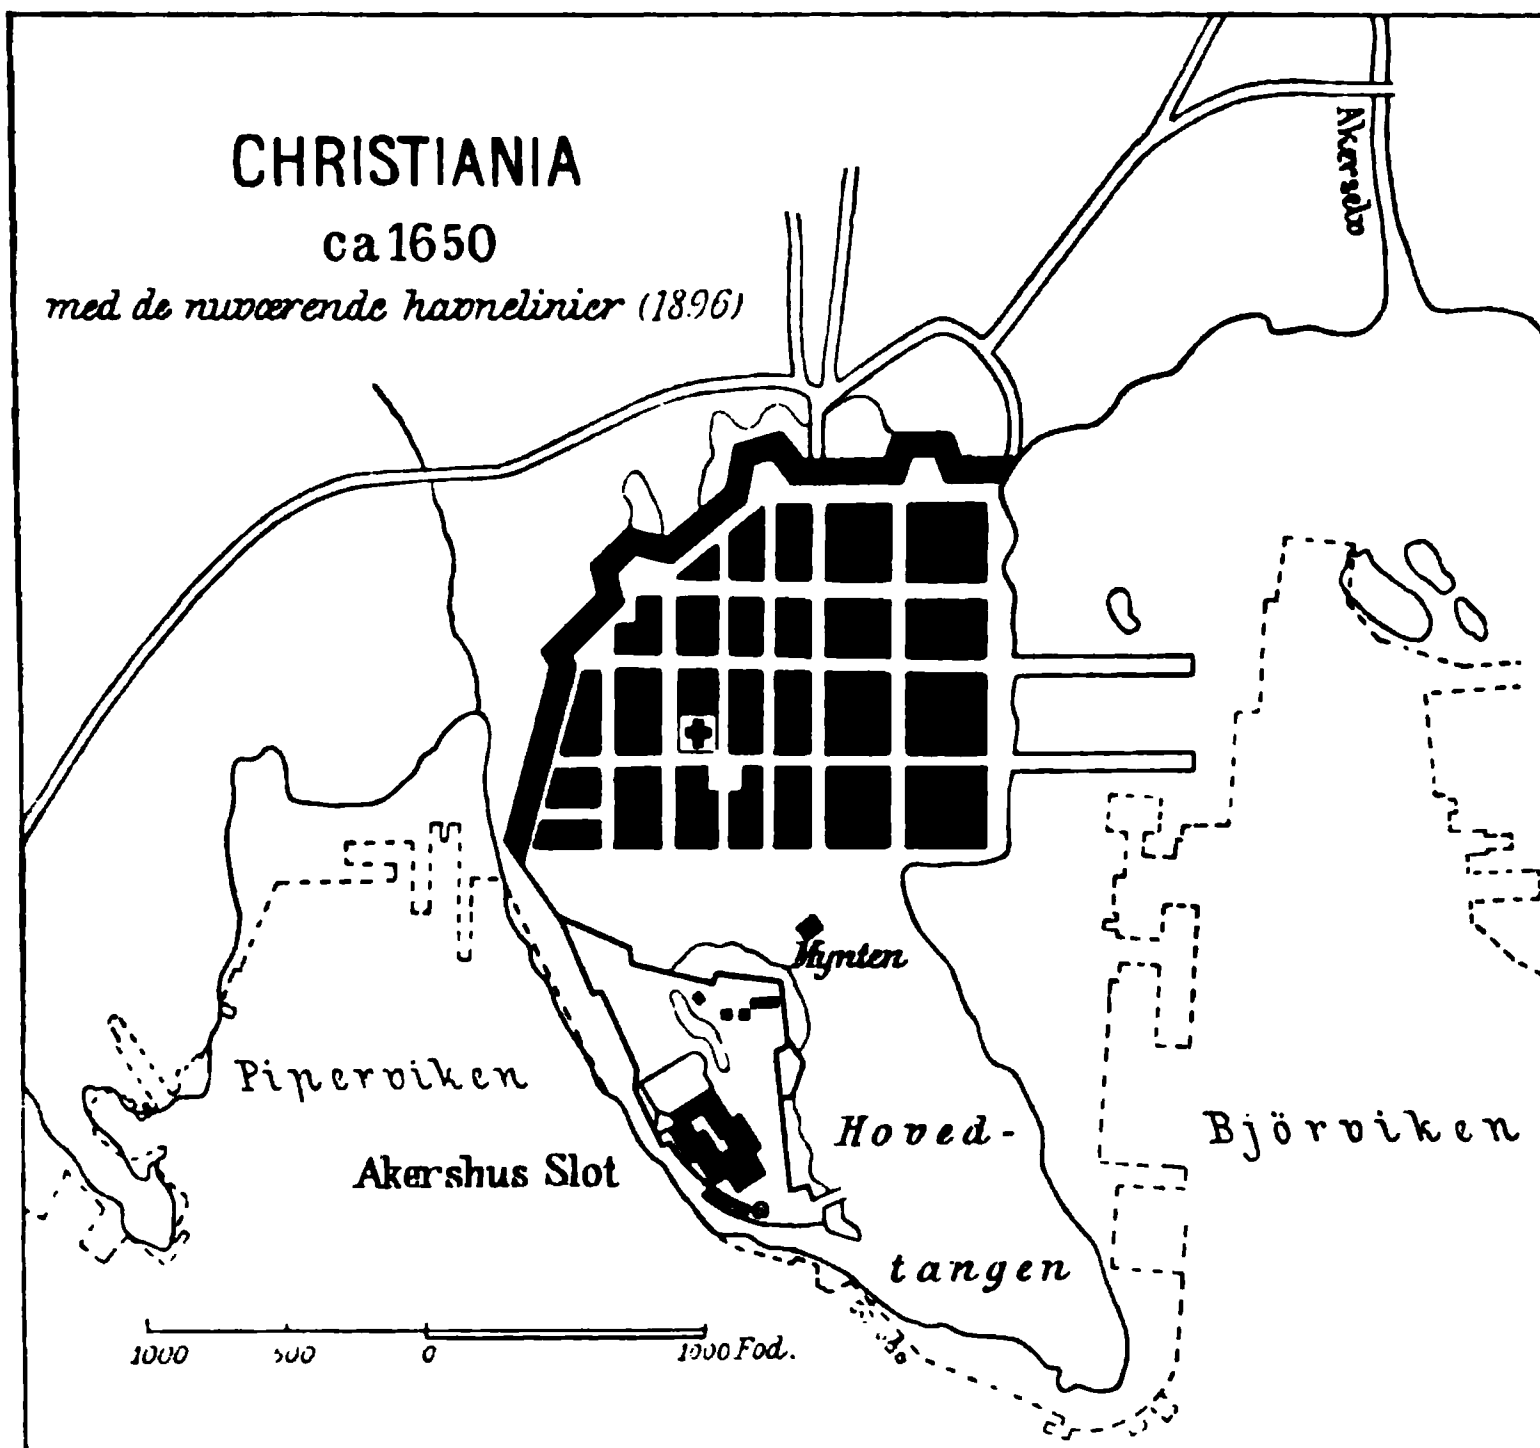 CHRISTIANIA
ca 1650
med de nuværende havnelinier (1896)
Akerselv
Mynten
Piperviken
Hoved-
Björviken
Akershus Slot
tangen
1000 500 0 1000 Fod.